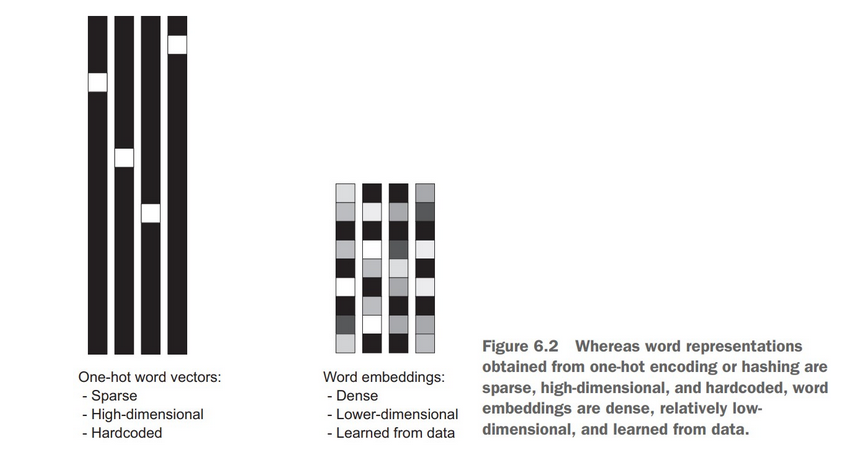 One-hot word vectors:
- Sparse
- High-dimensional
- Hardcoded
Word embeddings:
- Dense
- Lower-dimensional
- Learned from data
Figure 6.2 Whereas word representations
obtained from one-hot encoding or hashing are
sparse, high-dimensional, and hardcoded, word
embeddings are dense, relatively low-
dimensional, and learned from data.